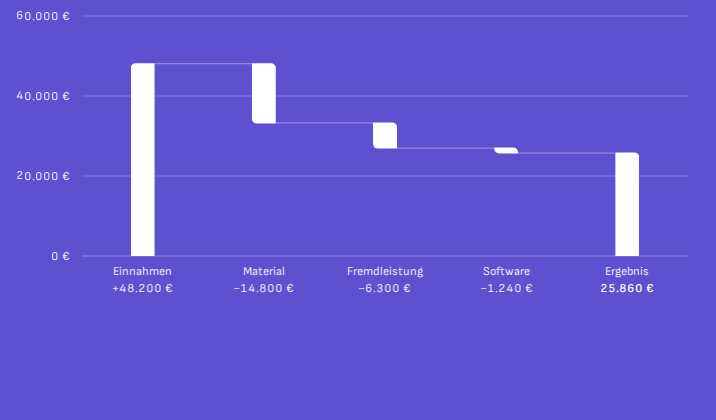 60.000 €
40.000 €
20.000 €
0 €
Einnahmen Material Fremdleistung Software Ergebnis
+48.200 € −14.800 € −6.300 € −1.240 € 25.860 €